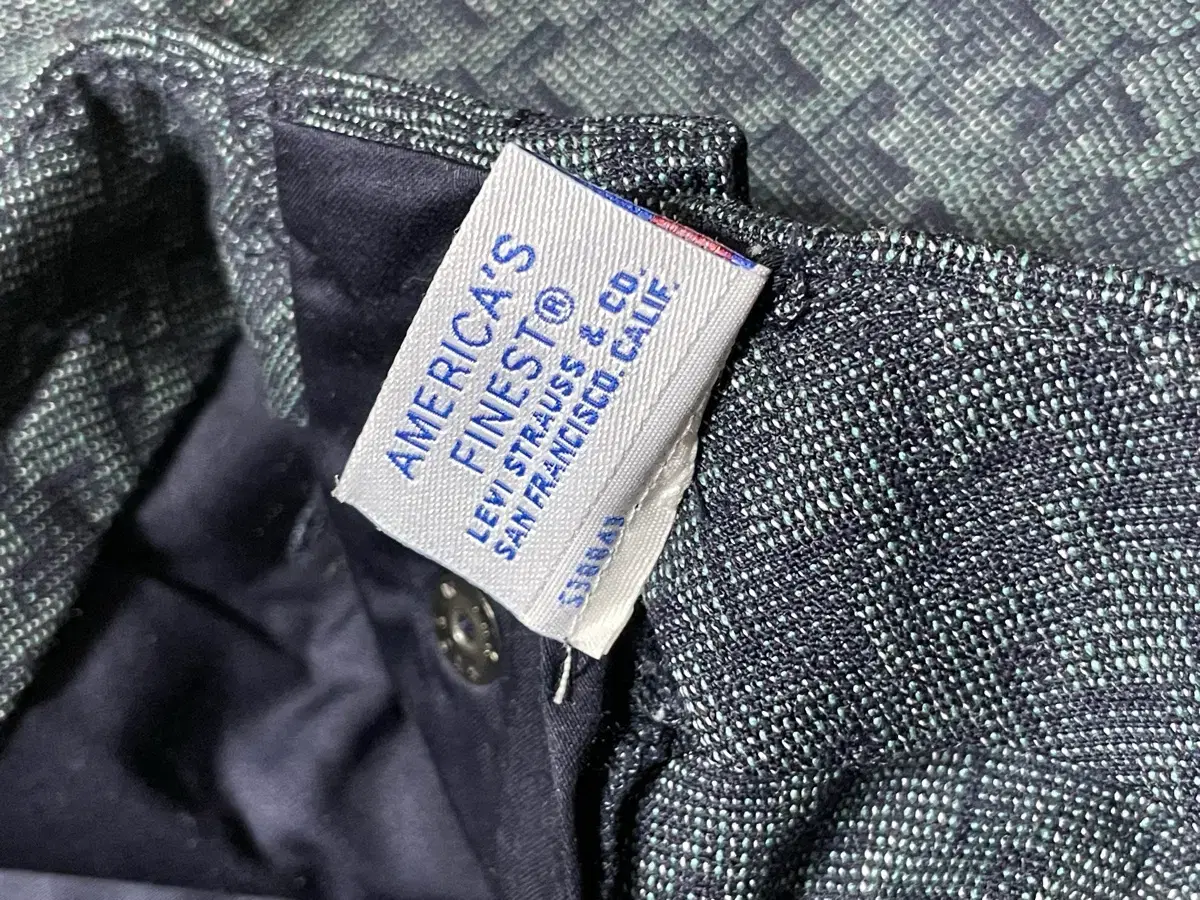 AMERICA'S
FINEST®
LEVI STRAUSS & CO.
SAN FRANCISCO. CALIF.